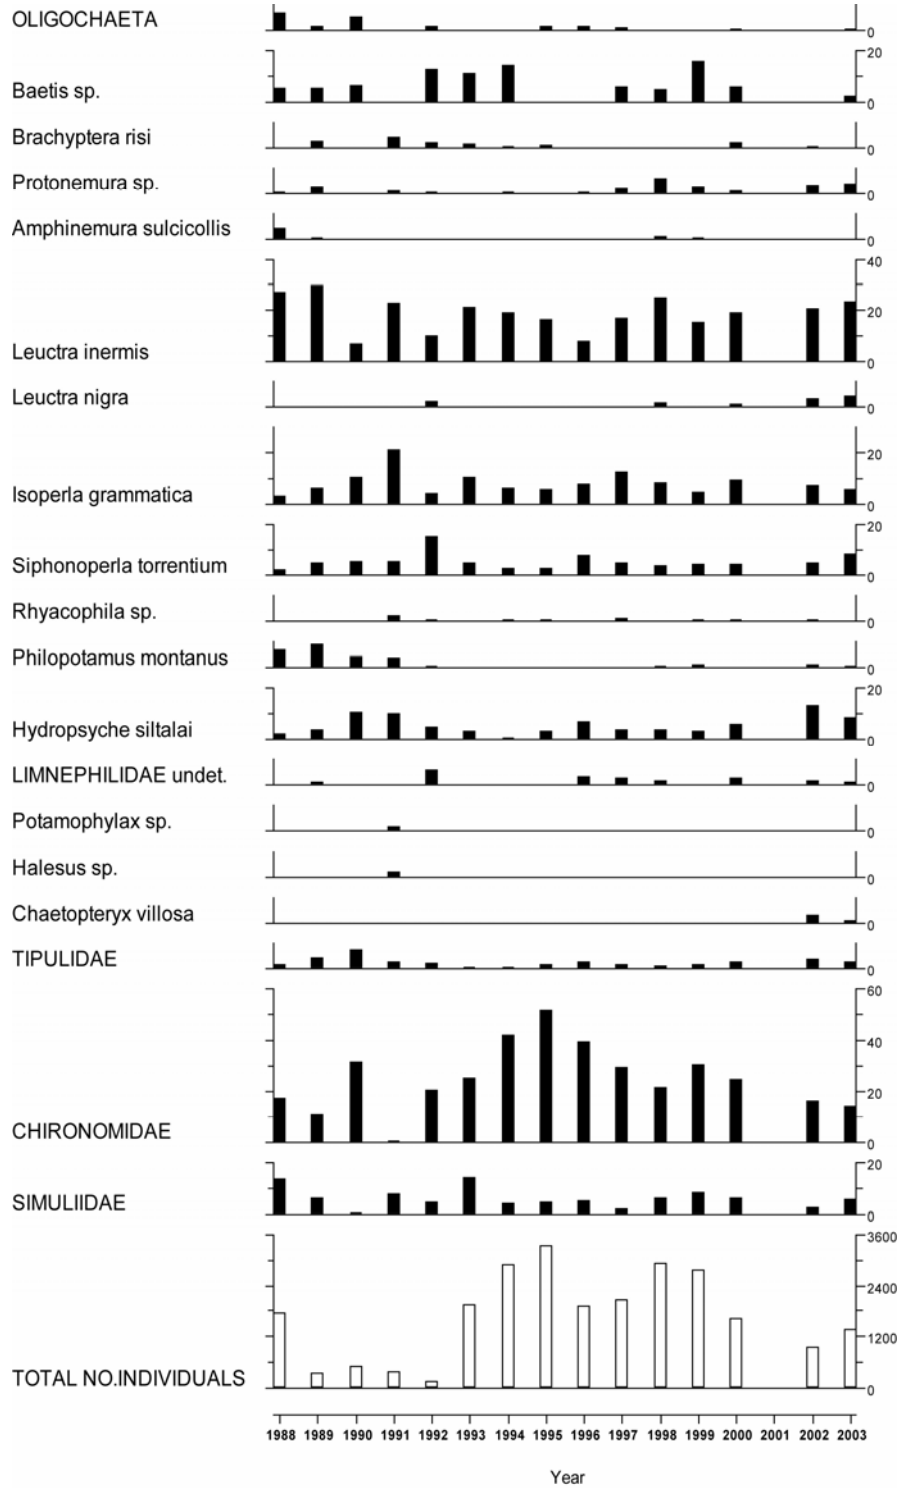 OLIGOCHAETA
0
20
Baetis sp.
0
Brachyptera risi
0
Protonemura sp.
0
Amphinemura sulcicollis
0
40
20
Leuctra inermis
0
Leuctra nigra
0
20
Isoperla grammatica
0
20
Siphonoperla torrentium
0
Rhyacophila sp.
0
Philopotamus montanus
0
20
Hydropsyche siltalai
0
LIMNEPHILIDAE undet.
0
Potamophylax sp.
0
Halesus sp.
0
Chaetopteryx villosa
0
TIPULIDAE
0
60
40
20
CHIRONOMIDAE
0
20
SIMULIIDAE
0
3600
2400
1200
TOTAL NO.INDIVIDUALS
0
1988 1989 1990 1991 1992 1993 1994 1995 1996 1997 1998 1999 2000 2001 2002 2003
Year